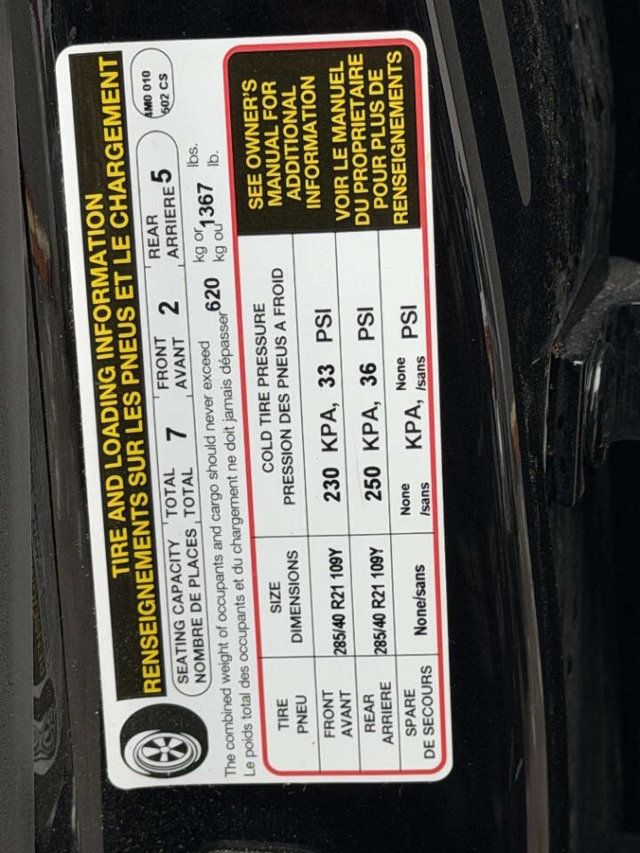 TIRE AND LOADING INFORMATION
RENSEIGNEMENTS SUR LES PNEUS ET LE CHARGEMENT
4M0 010
502 CS
SEATING CAPACITY TOTAL 7 FRONT 2 REAR 5
NOMBRE DE PLACES TOTAL AVANT ARRIERE
The combined weight of occupants and cargo should never exceed 620 kg or 1367 lbs.
Le poids total des occupants et du chargement ne doit jamais dépasser kg ou lb.
TIRE SIZE COLD TIRE PRESSURE
PNEU DIMENSIONS PRESSION DES PNEUS A FROID
SEE OWNER'S
MANUAL FOR
ADDITIONAL
INFORMATION
VOIR LE MANUEL
DU PROPRIETAIRE
POUR PLUS DE
RENSEIGNEMENTS
FRONT 285/40 R21 109Y 230 KPA, 33 PSI
AVANT
REAR 285/40 R21 109Y 250 KPA, 36 PSI
ARRIERE
SPARE None/sans None KPA, None PSI
DE SECOURS /sans /sans